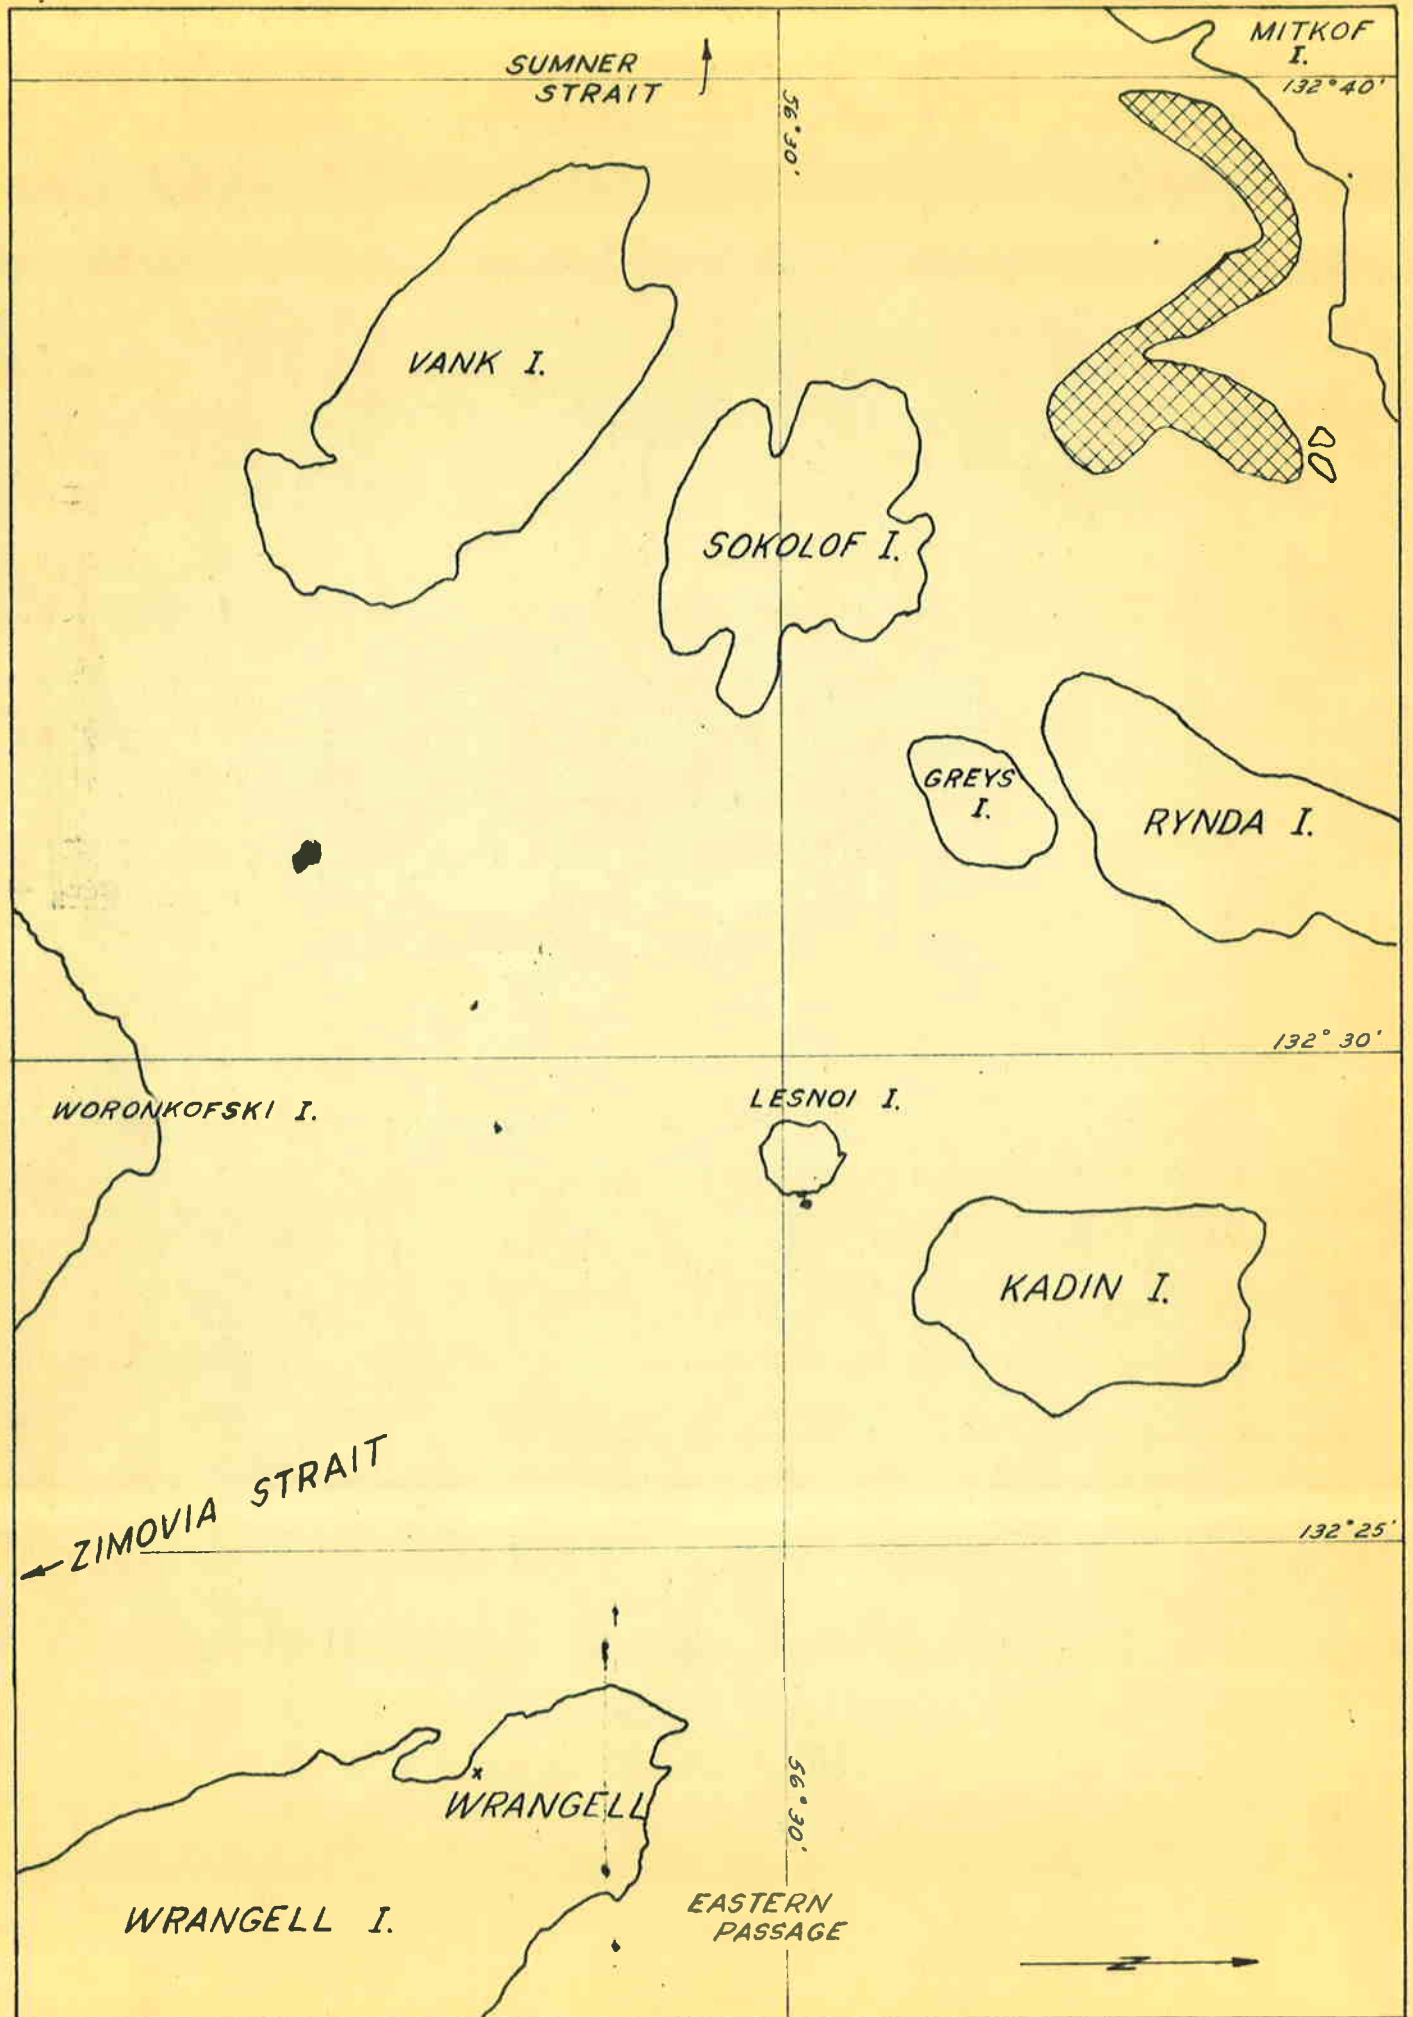 MITKOF
I.
SUMNER
STRAIT
132°40'
56°30'
VANK I.
SOKOLOF I.
GREYS
I.
RYNDA I.
132° 30'
WORONKOFSKI I.
LESNOI I.
KADIN I.
ZIMOVIA STRAIT
132°25'
WRANGELL
56°30'
WRANGELL I.
EASTERN
PASSAGE
N